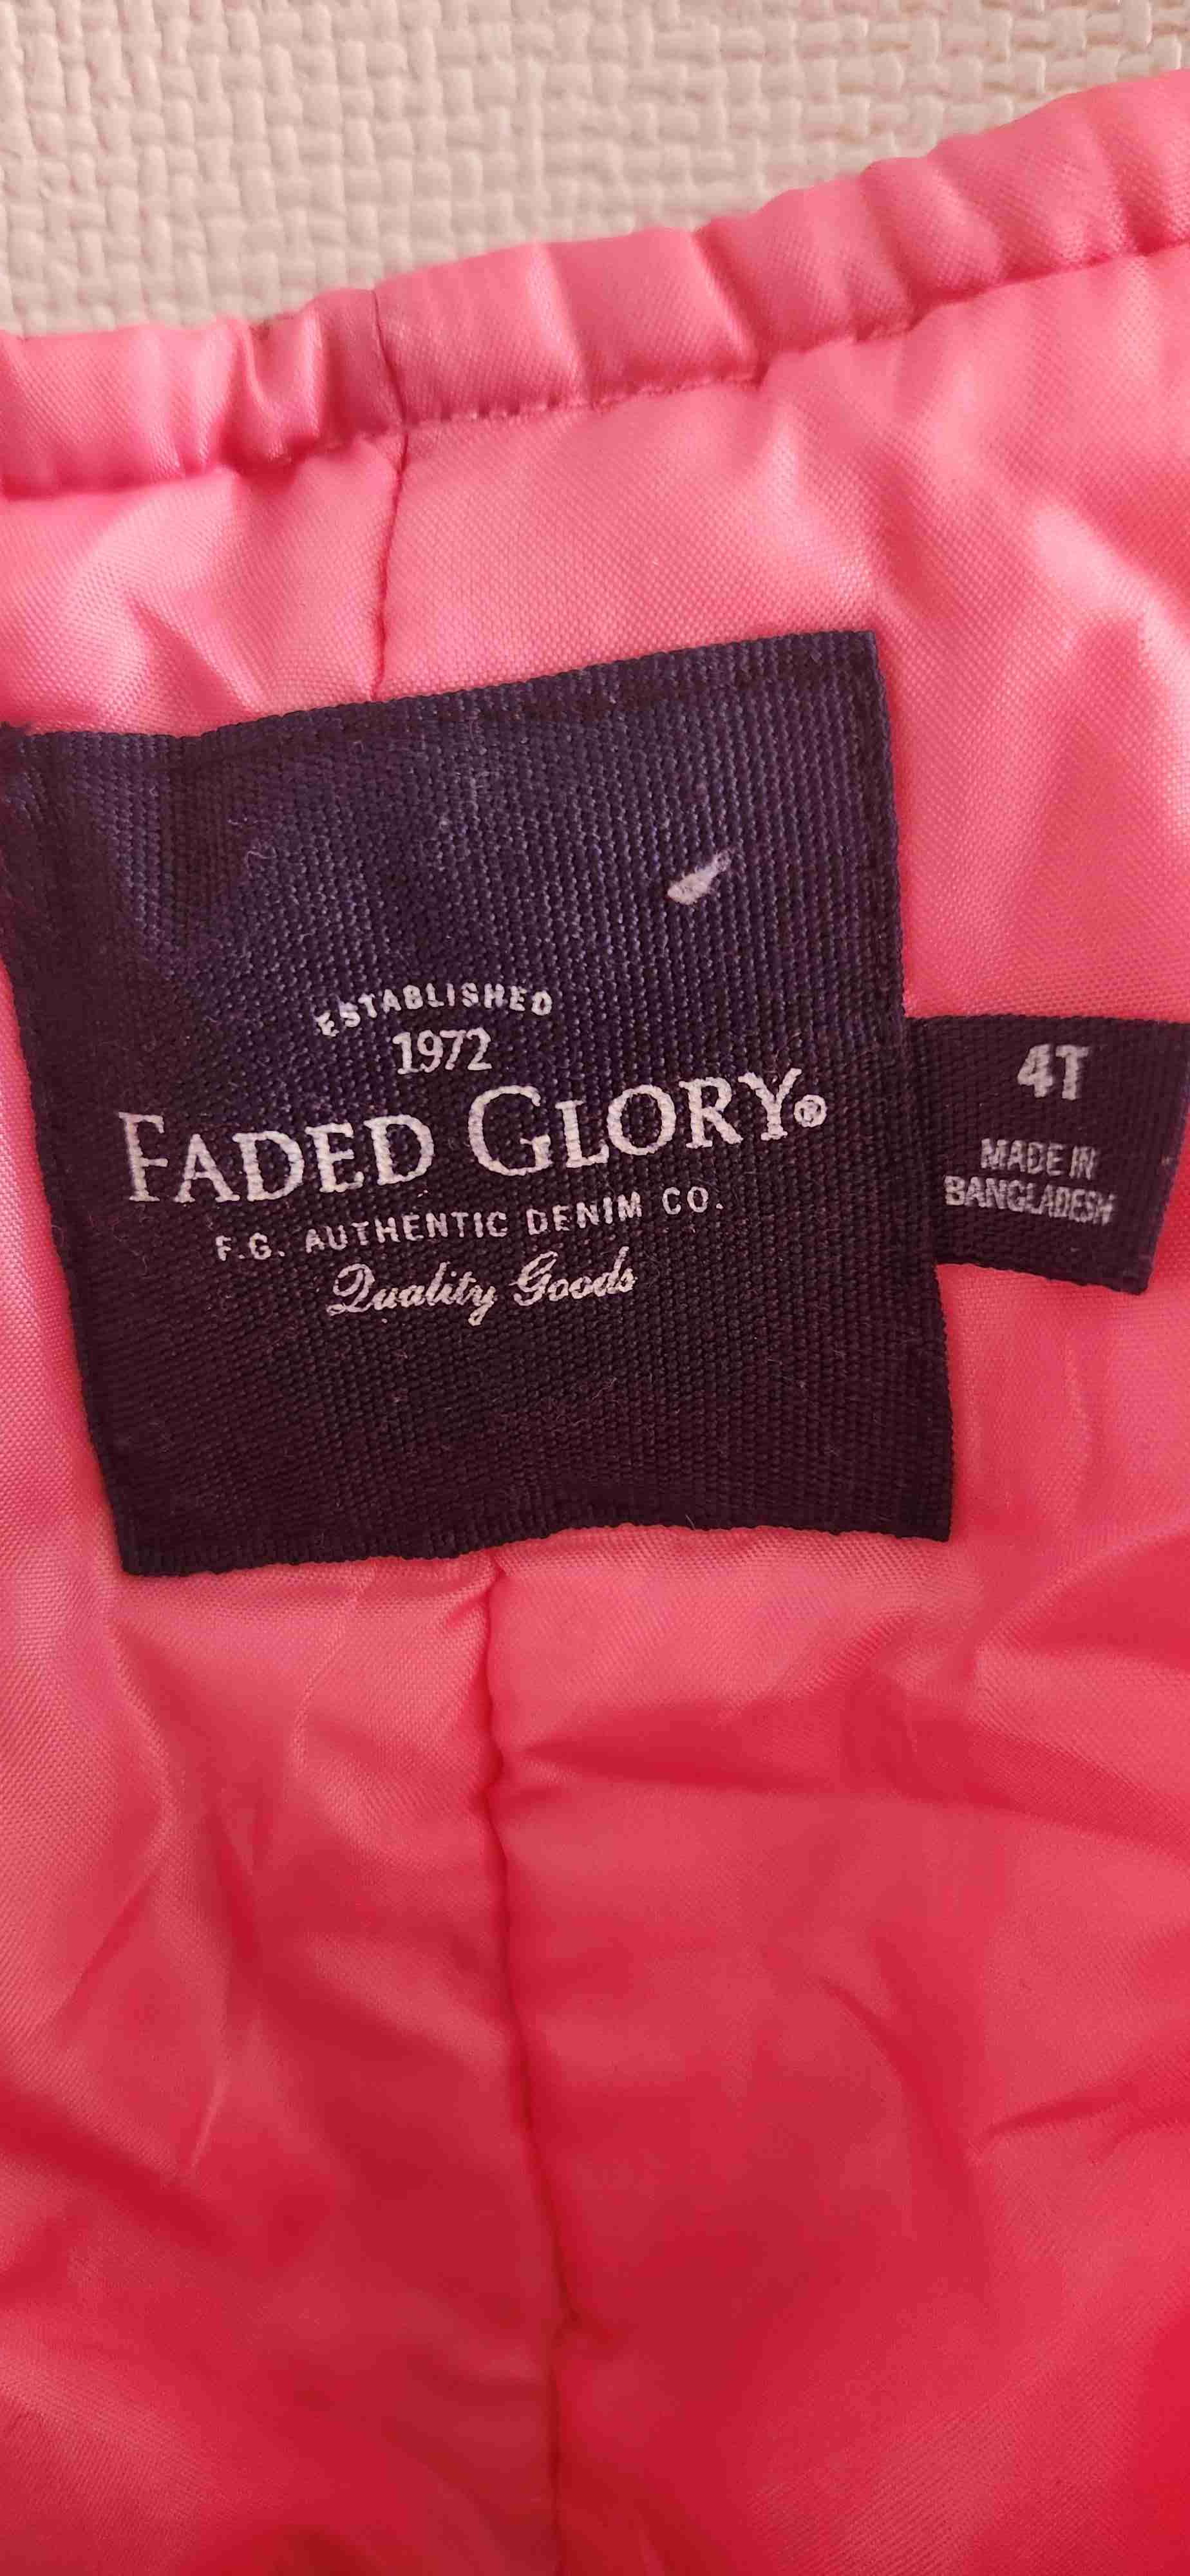 ESTABLISHED
1972
FADED GLORY®
F.G. AUTHENTIC DENIM CO.
Quality Goods
4T
MADE IN
BANGLADESH